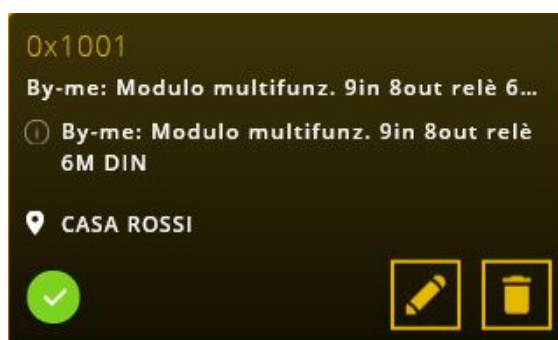 0x1001
By-me: Modulo multifunz. 9in 8out relè 6...
By-me: Modulo multifunz. 9in 8out relè
6M DIN
CASA ROSSI